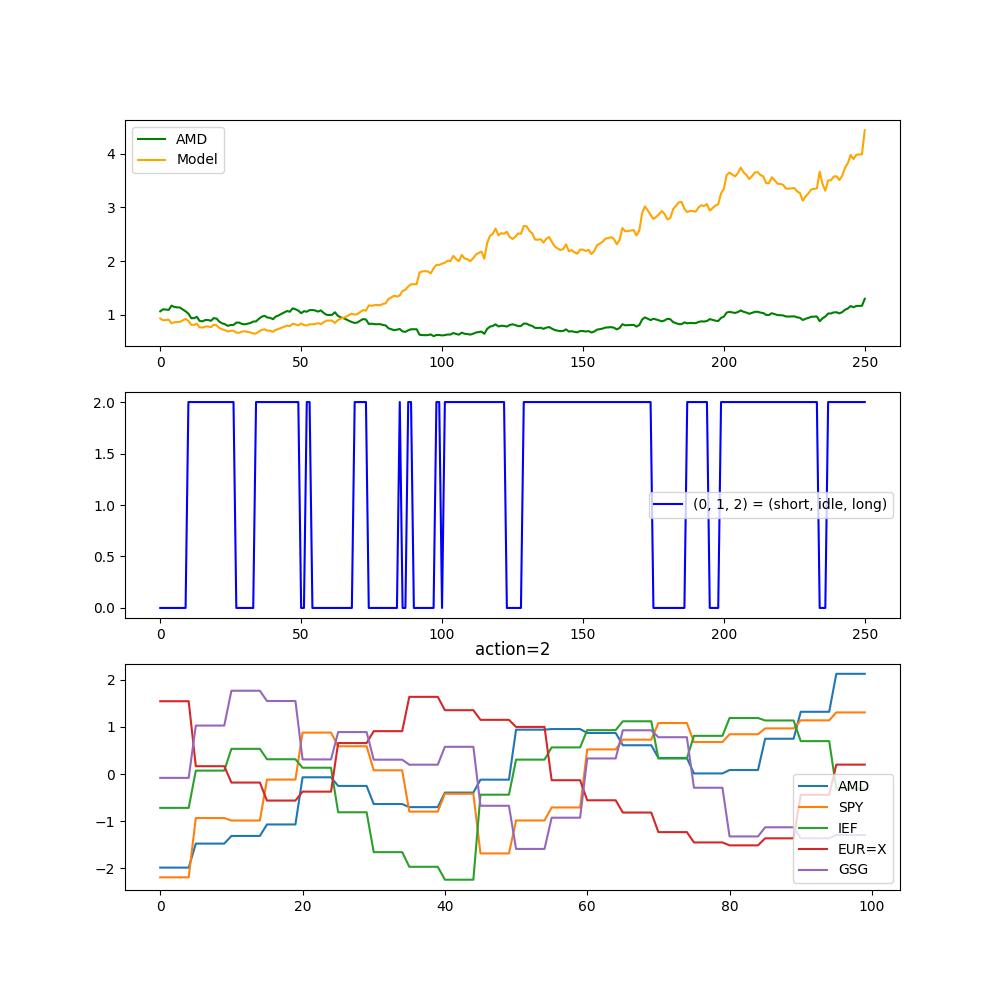 AMD
Model
4
3
2
1
0 50 100 150 200 250
2.0
1.5
1.0
0.5
0.0
(0, 1, 2) = (short, idle, long)
0 50 100 150 200 250
action=2
2
1
0
−1
−2
AMD
SPY
IEF
EUR=X
GSG
0 20 40 60 80 100